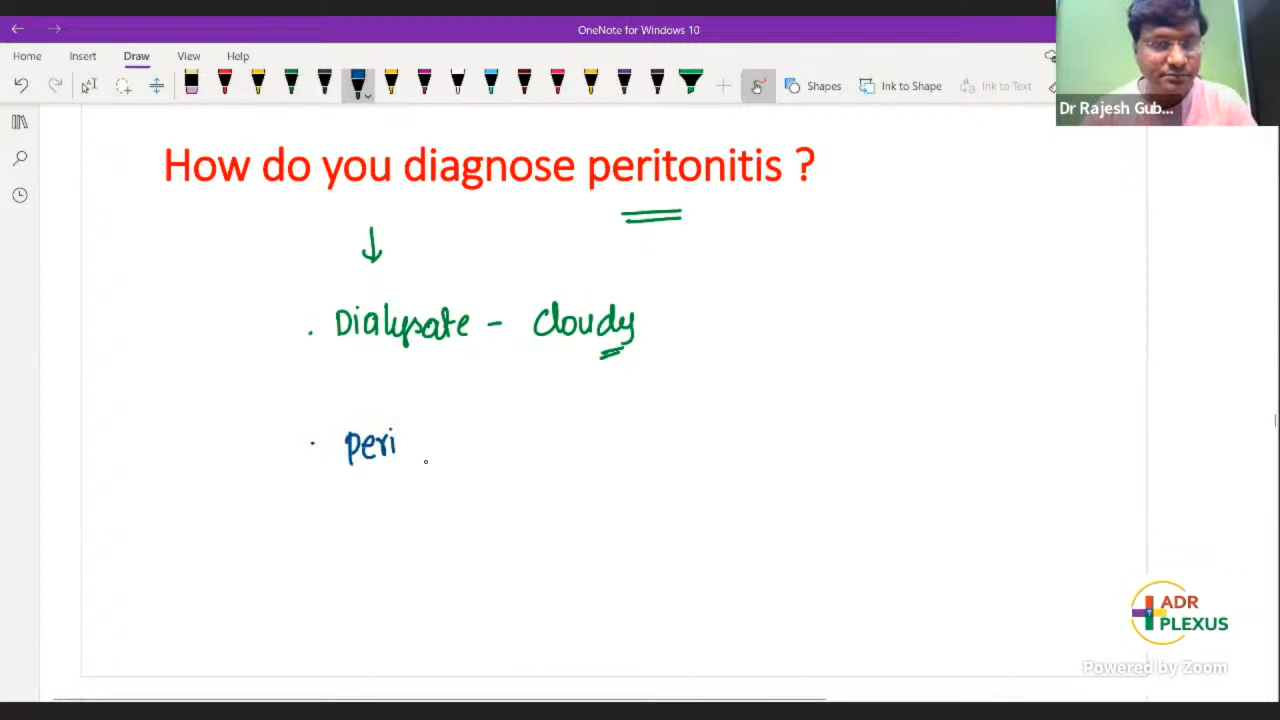 OneNote for Windows 10
Home Insert Draw View Help
Shapes Ink to Shape Ink to Text
Dr Rajesh Gub...
How do you diagnose peritonitis ?
. Dialysate - Cloudy
. peri
ADR
PLEXUS
Powered by Zoom